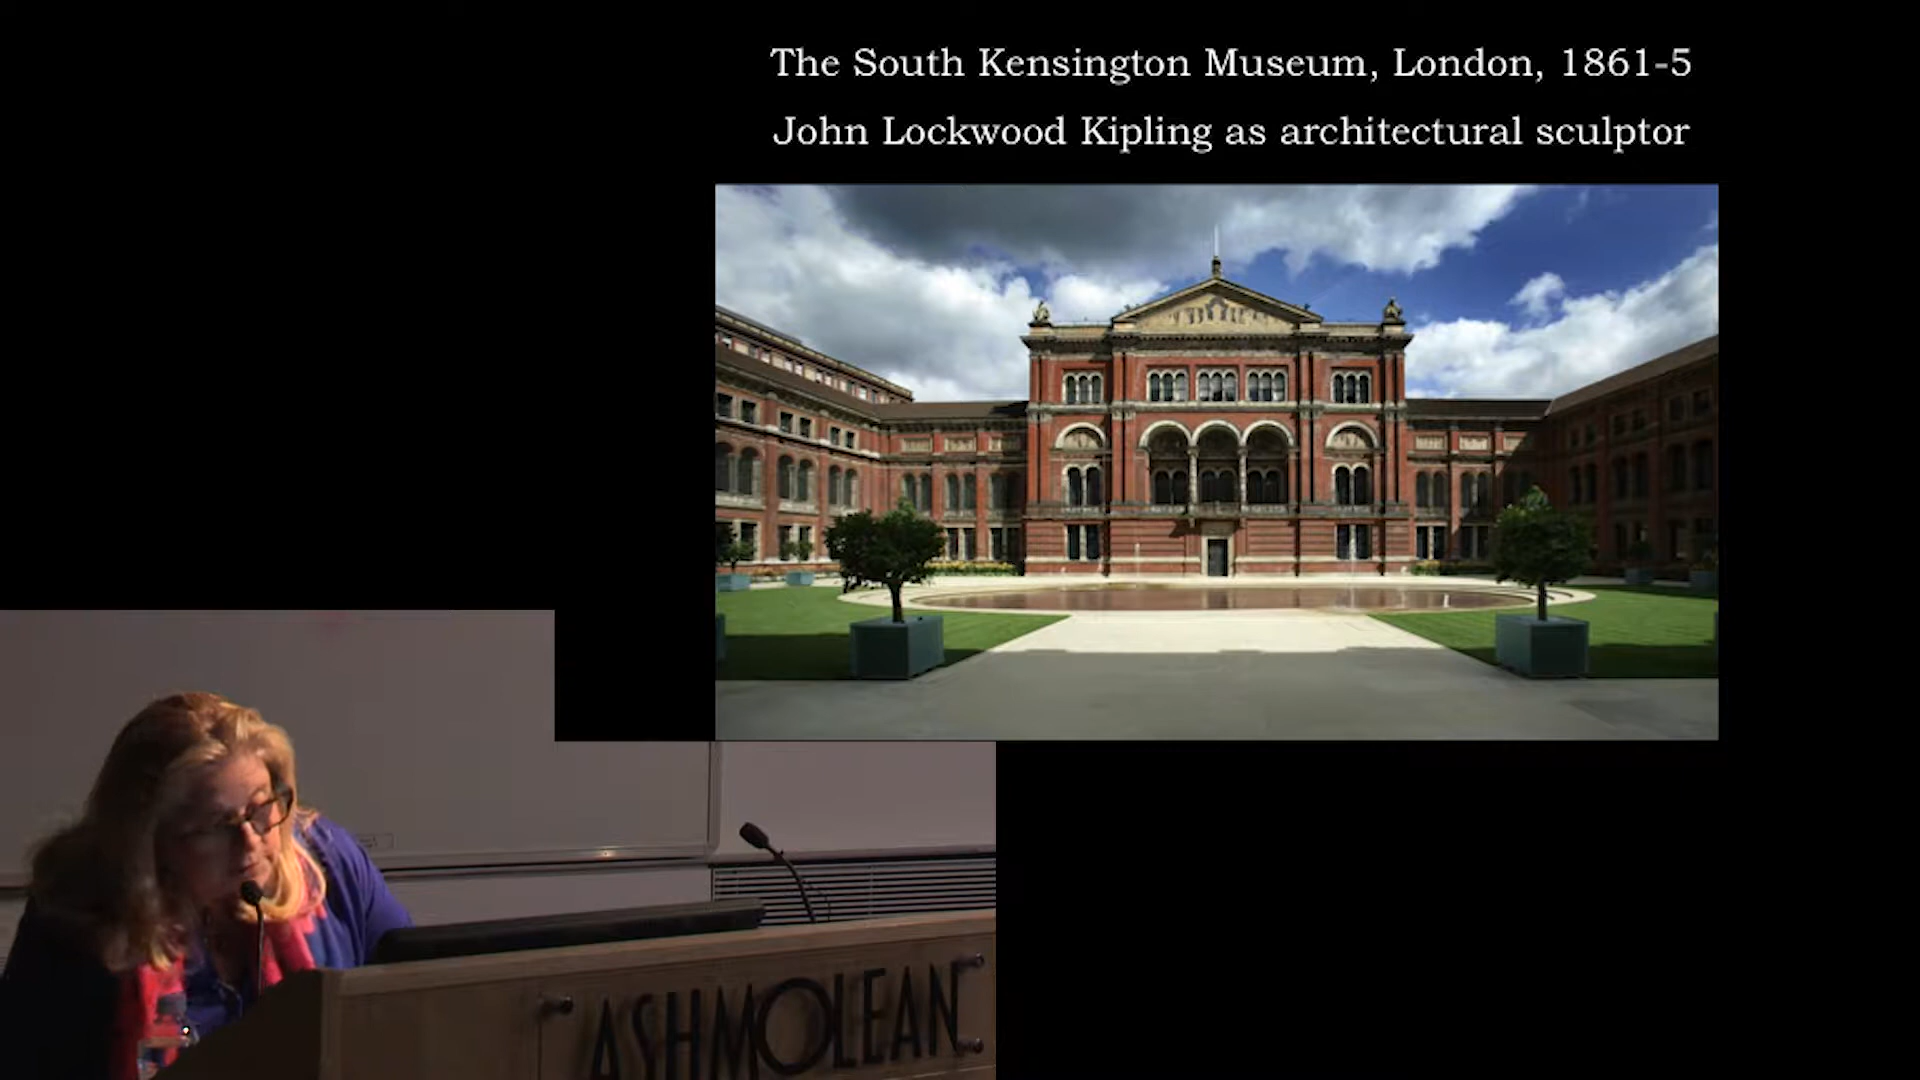 The South Kensington Museum, London, 1861-5
John Lockwood Kipling as architectural sculptor
ASHMOLEAN